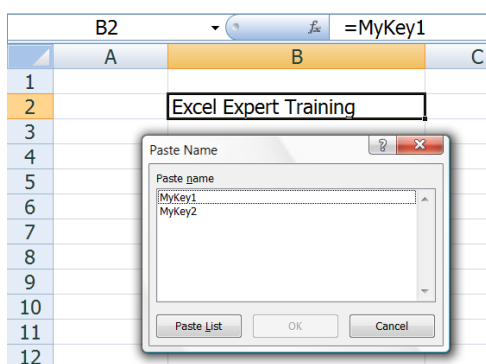 B2 fx =MyKey1
A B C
1
2 Excel Expert Training
3
4
5
6
7
8
9
10
11
12
Paste Name
Paste name
MyKey1
MyKey2
Paste List OK Cancel